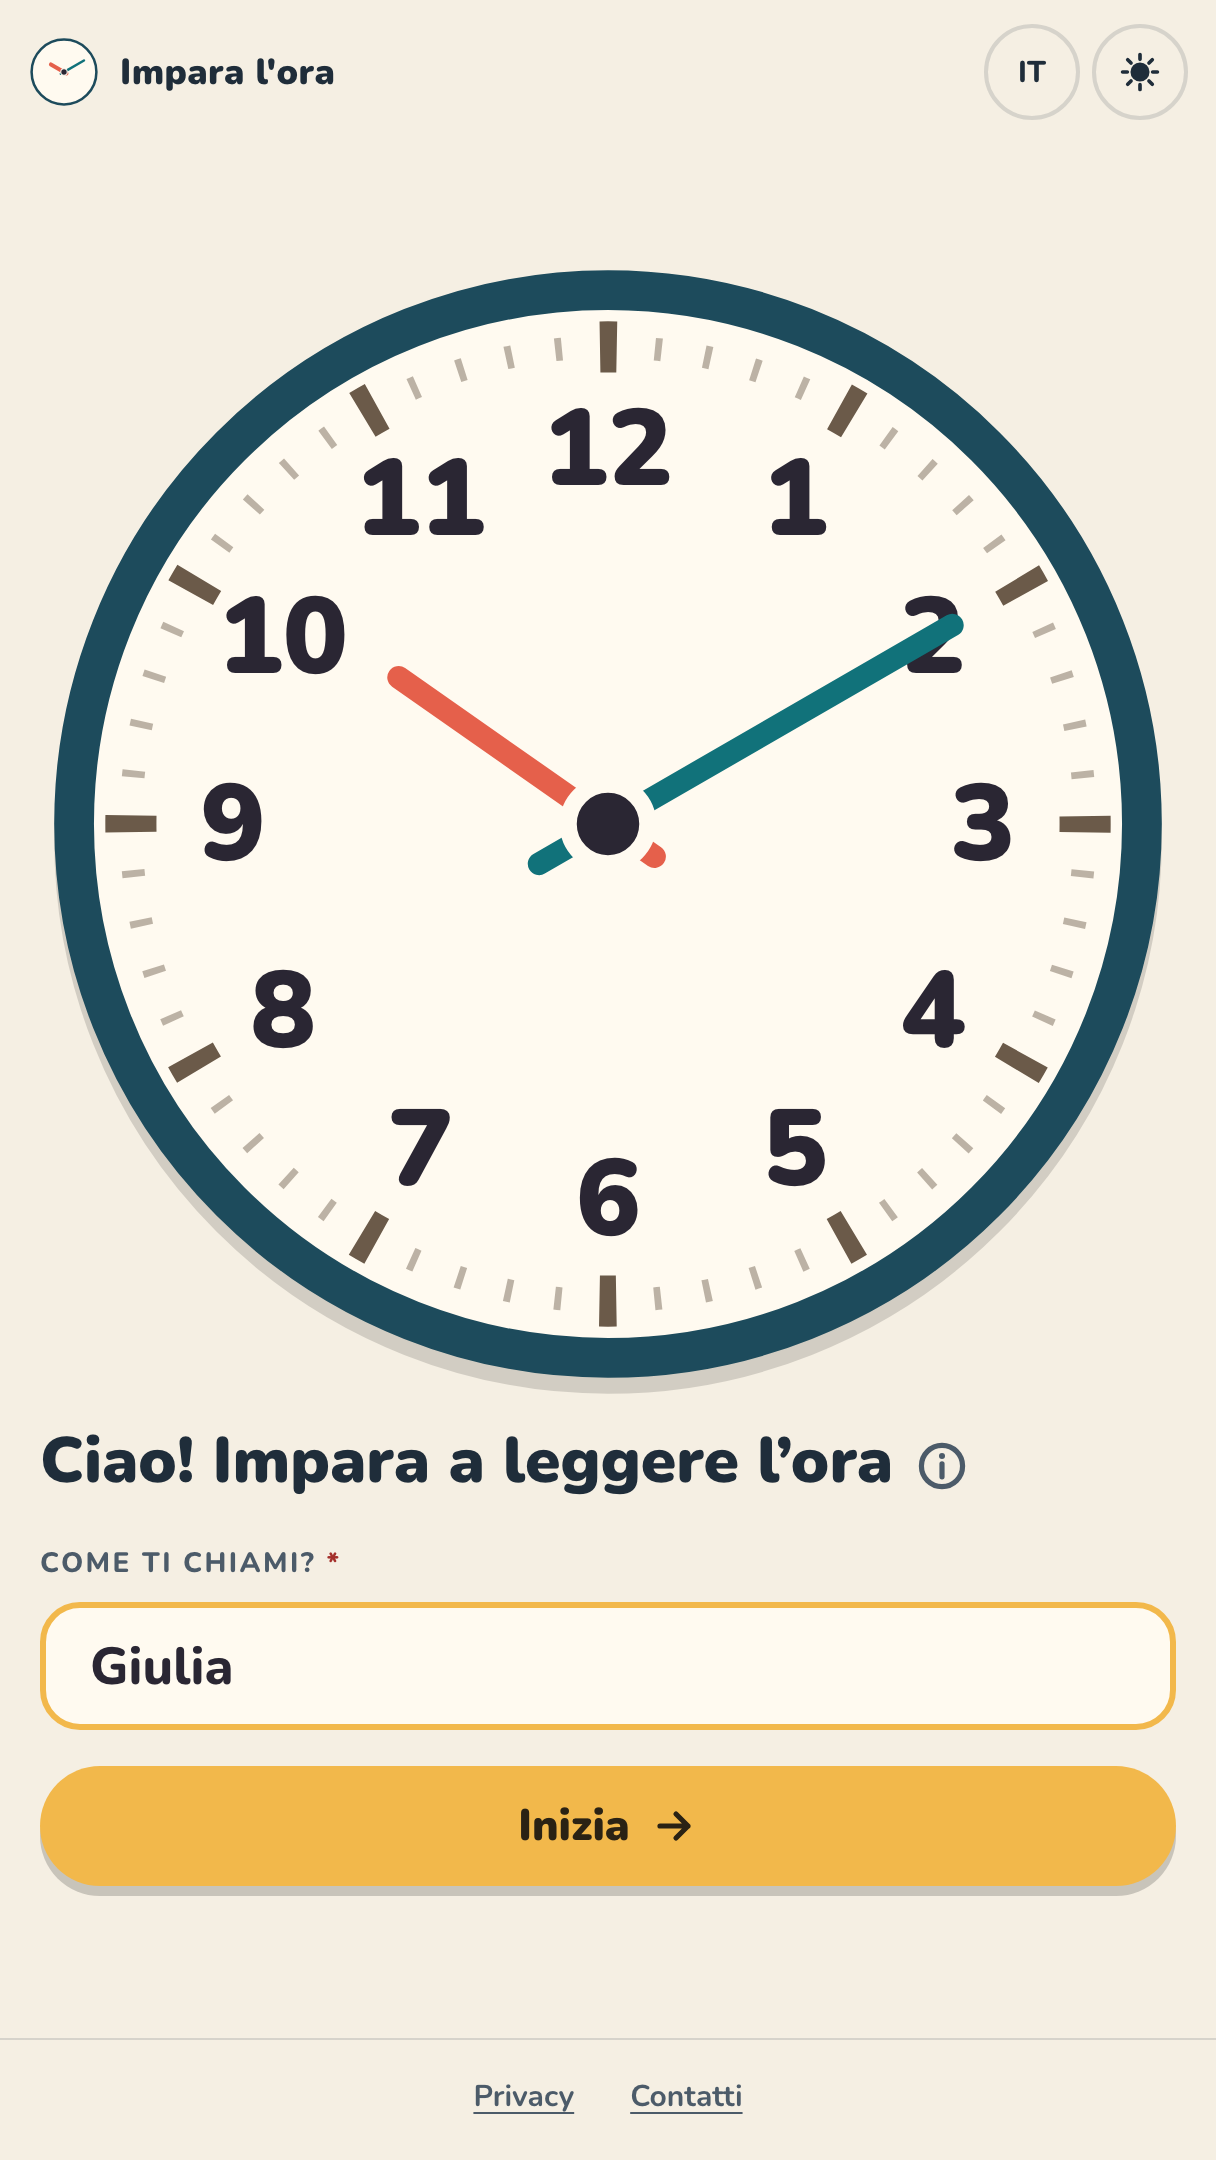 Impara l'ora
IT
12
11
1
10
2
9
3
8
4
7
5
6
Ciao! Impara a leggere l’ora
COME TI CHIAMI? *
Giulia
Inizia →
Privacy
Contatti